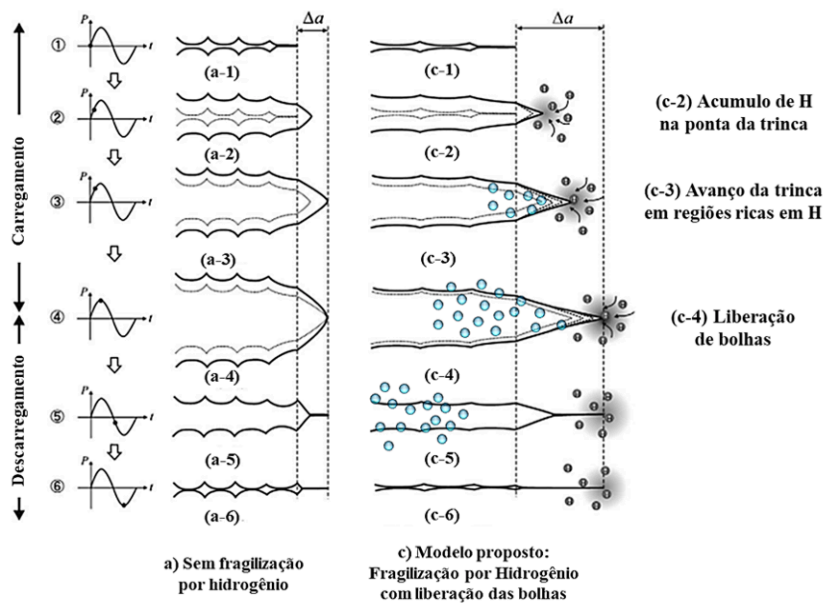 Δa
Δa
Carregamento
Descarregamento
① P t
(a-1)
(c-1)
② P t
(a-2)
(c-2)
H H H H H H
(c-2) Acumulo de H
na ponta da trinca
③ P t
(a-3)
(c-3)
H H H H H H H
(c-3) Avanço da trinca
em regiões ricas em H
④ P t
(a-4)
(c-4)
H H H H H H H
(c-4) Liberação
de bolhas
⑤ P t
(a-5)
(c-5)
H H H H H H
⑥ P t
(a-6)
(c-6)
H H H H H H
a) Sem fragilização
por hidrogênio
c) Modelo proposto:
Fragilização por Hidrogênio
com liberação das bolhas